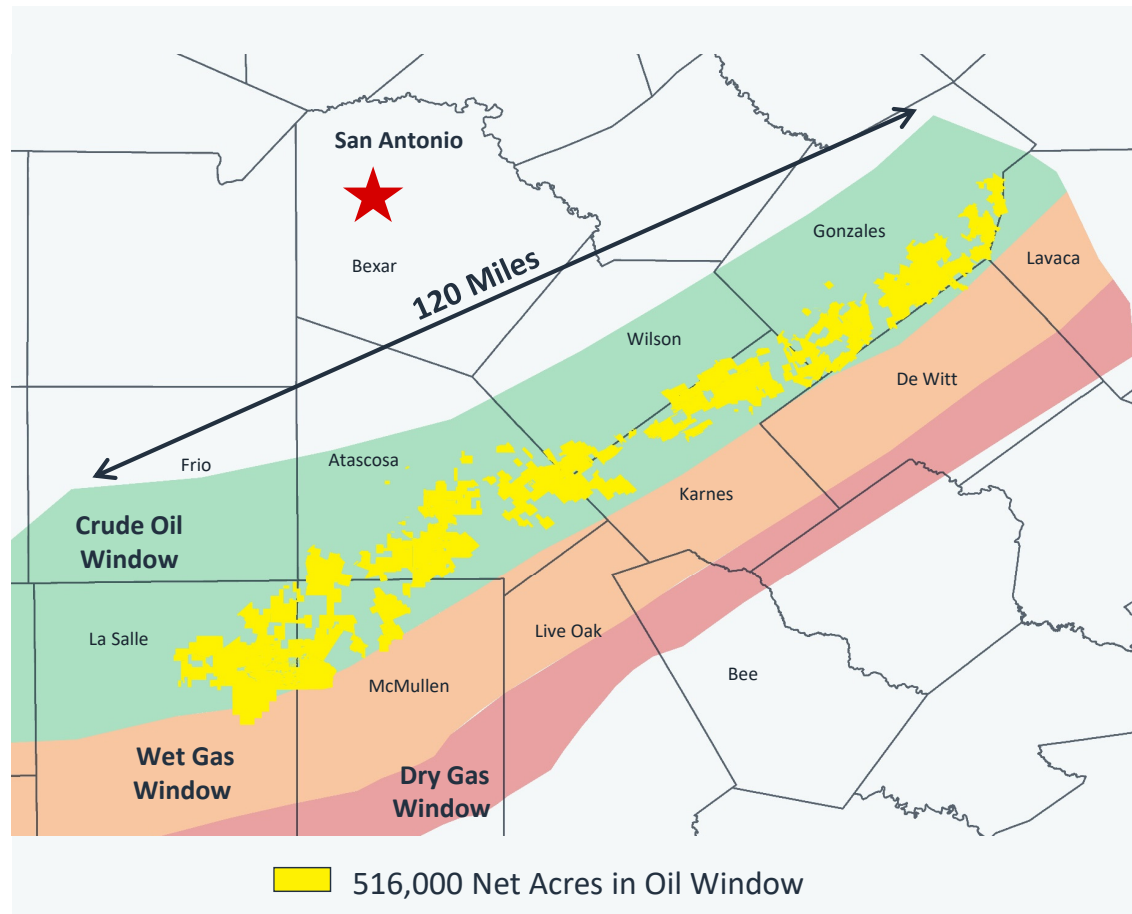 San Antonio
Bexar
120 Miles
Gonzales
Lavaca
Wilson
De Witt
Frio
Atascosa
Karnes
Crude Oil
Window
La Salle
Live Oak
McMullen
Bee
Wet Gas
Window
Dry Gas
Window
516,000 Net Acres in Oil Window